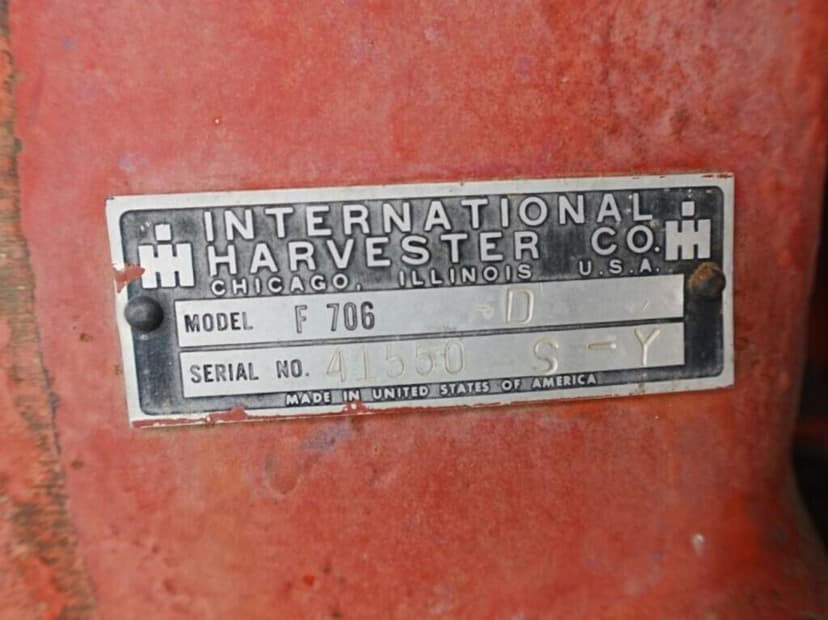 INTERNATIONAL
HARVESTER CO.
CHICAGO, ILLINOIS U.S.A.
MODEL F 706 D
SERIAL NO. 41550 S-Y
MADE IN UNITED STATES OF AMERICA